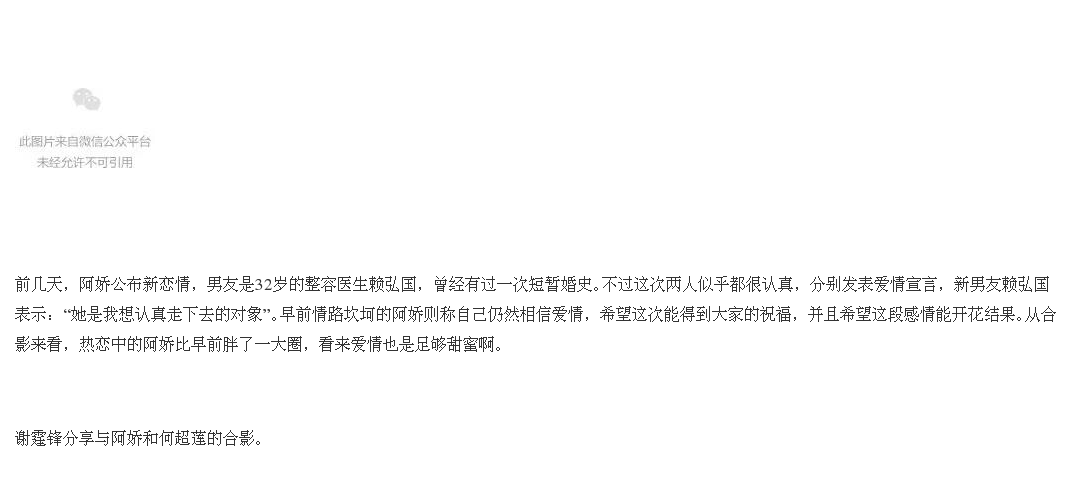 此图片来自微信公众平台
未经允许不可引用
前几天，阿娇公布新恋情，男友是32岁的整容医生赖弘国，曾经有过一次短暂婚史。不过这次两人似乎都很认真，分别发表爱情宣言，新男友赖弘国
表示：“她是我想认真走下去的对象”。早前情路坎坷的阿娇则称自己仍然相信爱情，希望这次能得到大家的祝福，并且希望这段感情能开花结果。从合
影来看，热恋中的阿娇比早前胖了一大圈，看来爱情也是足够甜蜜啊。
谢霆锋分享与阿娇和何超莲的合影。